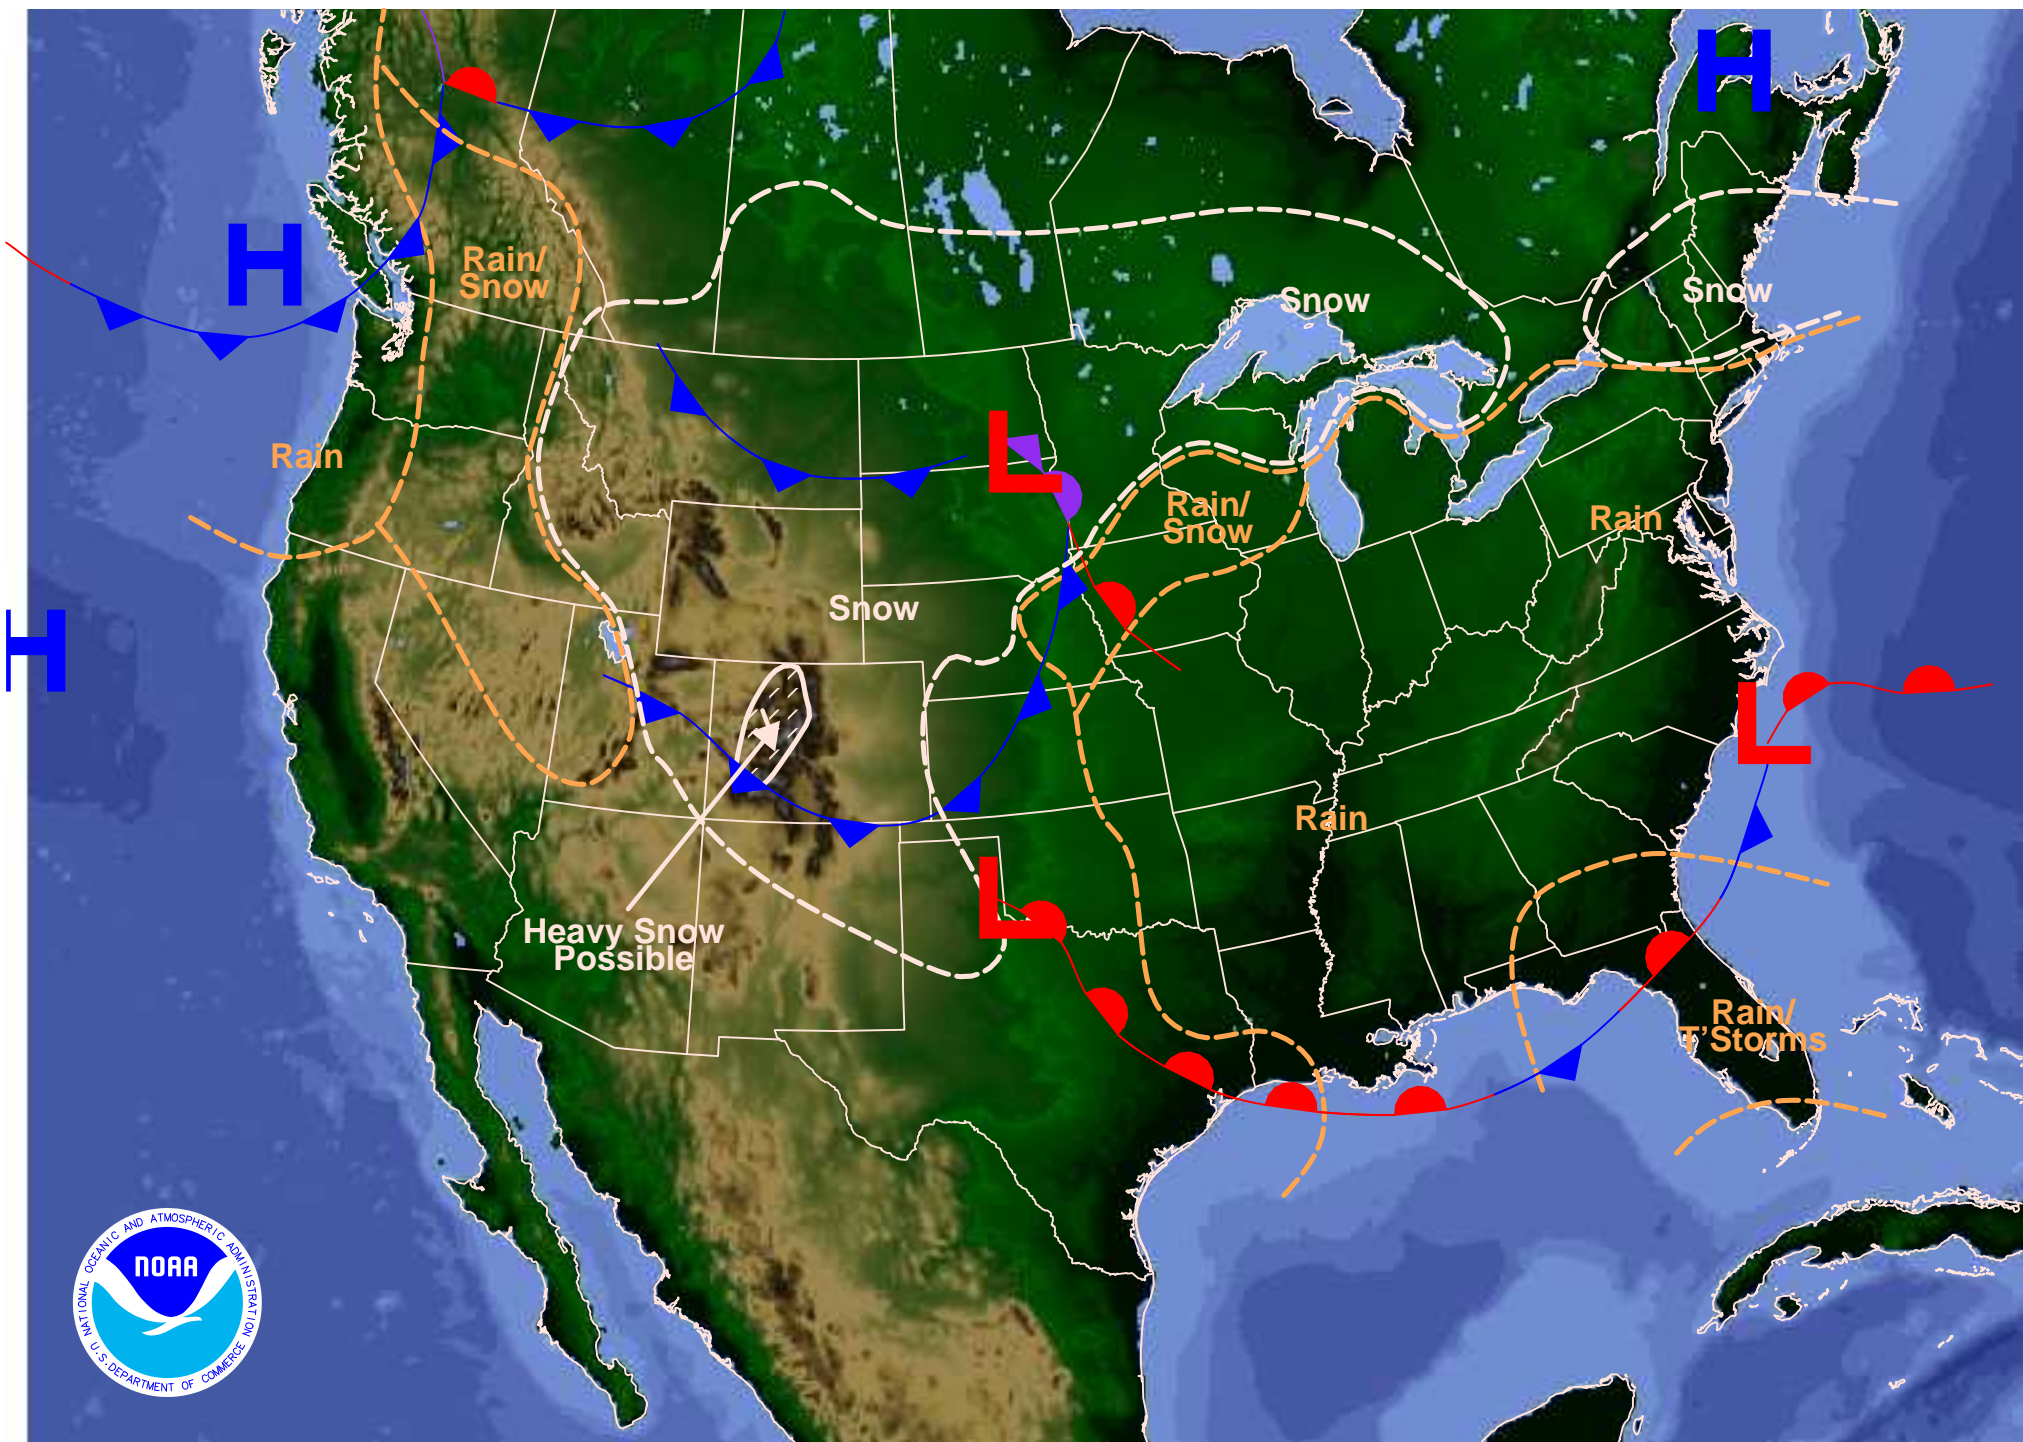 H
H
Rain/
Snow
Snow
Snow
L
Rain
Rain/
Snow
Rain
H
Snow
L
Rain
L
Heavy Snow
Possible
Rain/
T'Storms
NATIONAL OCEANIC AND ATMOSPHERIC ADMINISTRATION
NOAA
U.S. DEPARTMENT OF COMMERCE